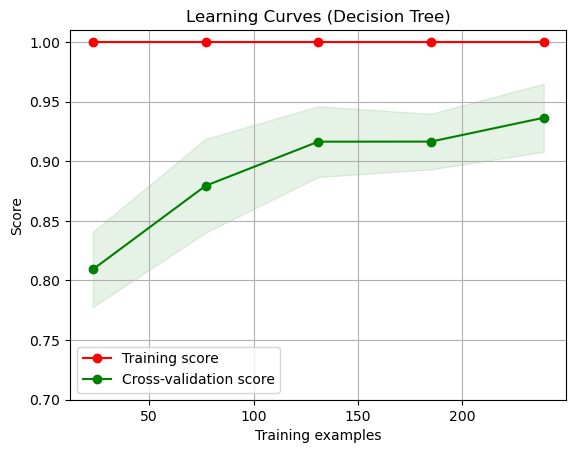 Learning Curves (Decision Tree)
1.00
0.95
0.90
0.85
0.80
0.75
0.70
Score
Training score
Cross-validation score
50
100
150
200
Training examples